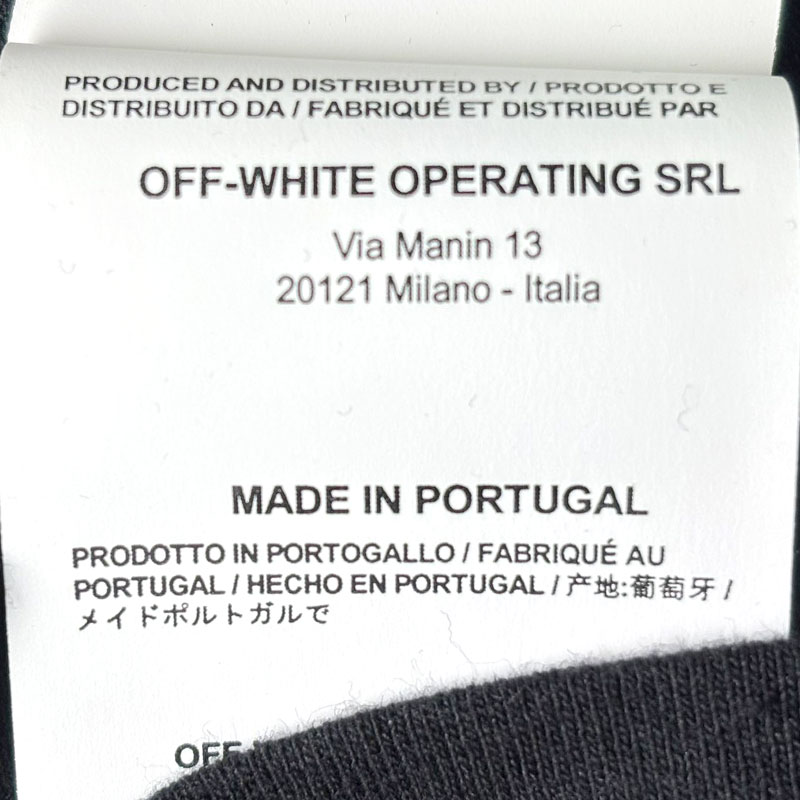 PRODUCED AND DISTRIBUTED BY / PRODOTTO E
DISTRIBUITO DA / FABRIQUÉ ET DISTRIBUÉ PAR
OFF-WHITE OPERATING SRL
Via Manin 13
20121 Milano - Italia
MADE IN PORTUGAL
PRODOTTO IN PORTOGALLO / FABRIQUÉ AU
PORTUGAL / HECHO EN PORTUGAL / 产地:葡萄牙 /
メイドポルトガルで